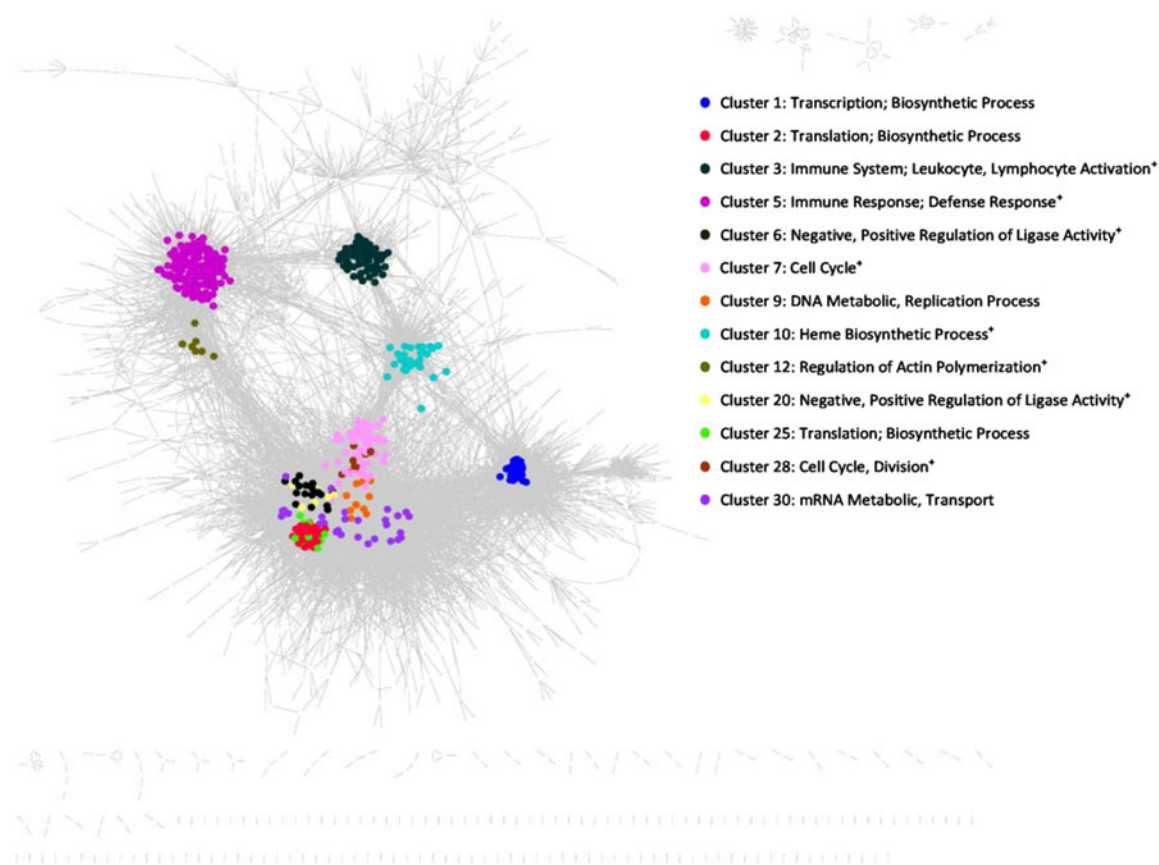 Cluster 1: Transcription; Biosynthetic Process
Cluster 2: Translation; Biosynthetic Process
Cluster 3: Immune System; Leukocyte, Lymphocyte Activation⁺
Cluster 5: Immune Response; Defense Response⁺
Cluster 6: Negative, Positive Regulation of Ligase Activity⁺
Cluster 7: Cell Cycle⁺
Cluster 9: DNA Metabolic, Replication Process
Cluster 10: Heme Biosynthetic Process⁺
Cluster 12: Regulation of Actin Polymerization⁺
Cluster 20: Negative, Positive Regulation of Ligase Activity⁺
Cluster 25: Translation; Biosynthetic Process
Cluster 28: Cell Cycle, Division⁺
Cluster 30: mRNA Metabolic, Transport